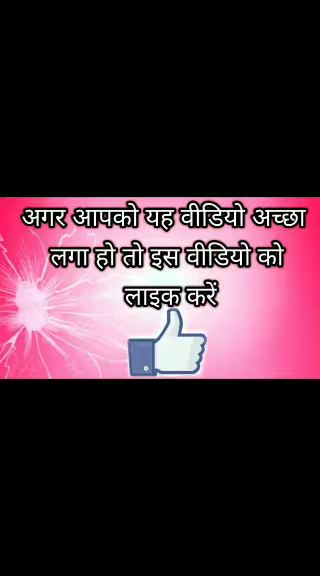 अगर आपको यह वीडियो अच्छा
लगा हो तो इस वीडियो को
लाइक करें